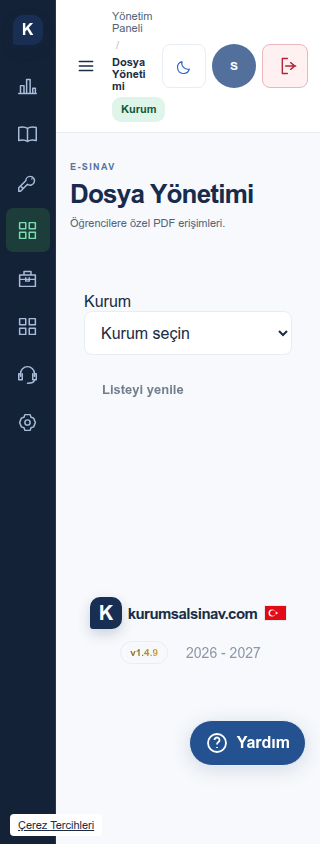 K
Yönetim
Paneli
/
Dosya
Yöneti
mi
Kurum
S
E-SINAV
Dosya Yönetimi
Öğrencilere özel PDF erişimleri.
Kurum
Kurum seçin
Listeyi yenile
K kurumsalsinav.com
v1.4.9 2026 - 2027
Yardım
Çerez Tercihleri